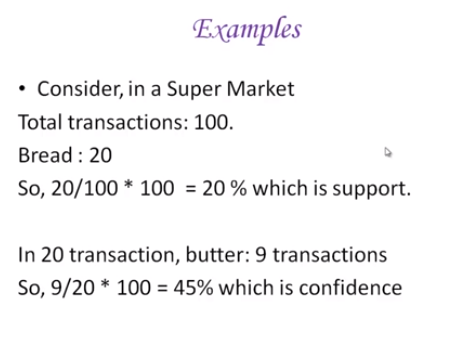 Examples
• Consider, in a Super Market
Total transactions: 100.
Bread : 20
So, 20/100 * 100 = 20 % which is support.
In 20 transaction, butter: 9 transactions
So, 9/20 * 100 = 45% which is confidence